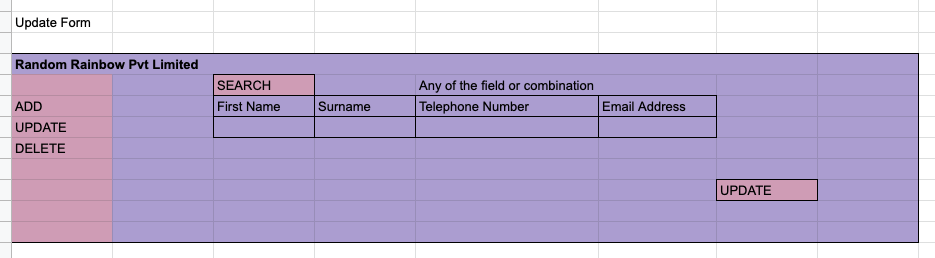 Update Form
Random Rainbow Pvt Limited
SEARCH Any of the field or combination
ADD First Name Surname Telephone Number Email Address
UPDATE
DELETE
UPDATE